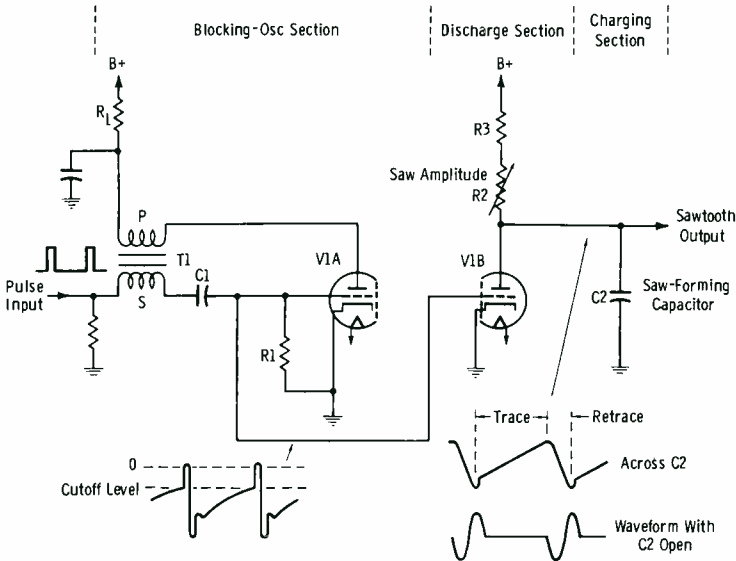 Blocking-Osc Section
Discharge Section
Charging
Section
B+
B+
RL
R3
Saw Amplitude
R2
P
Sawtooth
Output
T1
C1
V1A
V1B
Pulse
Input
S
C2
Saw-Forming
Capacitor
R1
Trace
Retrace
0
Cutoff Level
Across C2
Waveform With
C2 Open